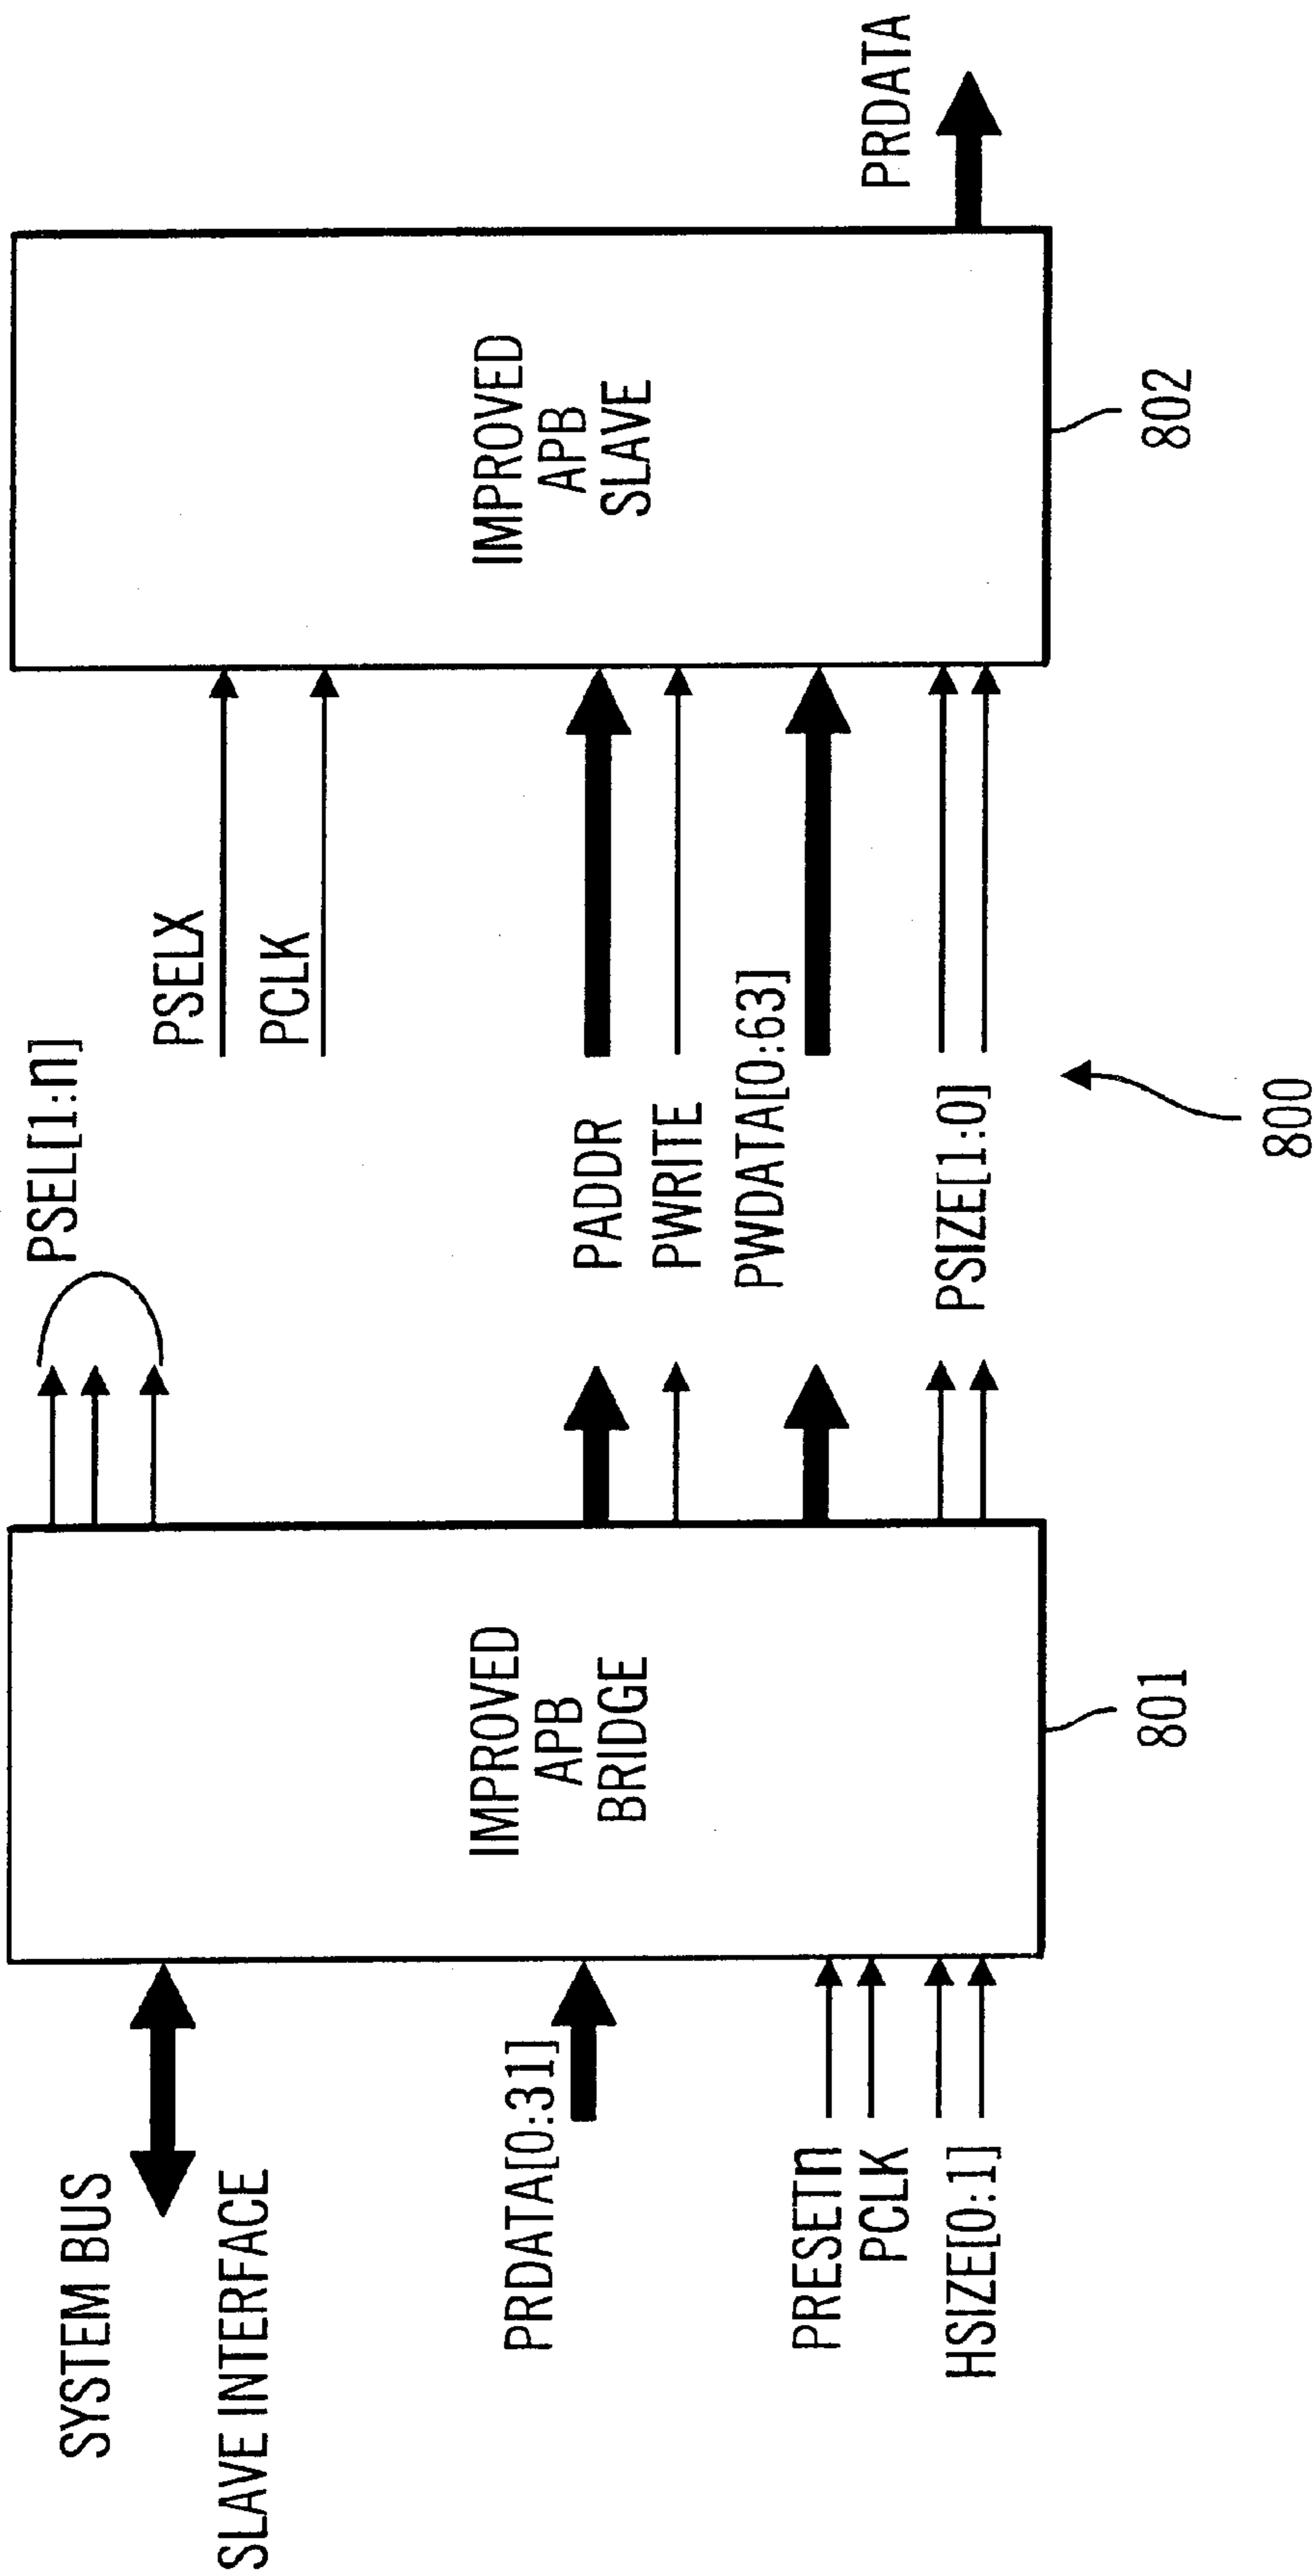 SYSTEM BUS
SLAVE INTERFACE
PRDATA[0:31]
PRESETn
PCLK
HSIZE[0:1]
IMPROVED
APB
BRIDGE
801
PSEL[1:n]
PSELX
PCLK
PADDR
PWRITE
PWDATA[0:63]
PSIZE[1:0]
800
IMPROVED
APB
SLAVE
802
PRDATA